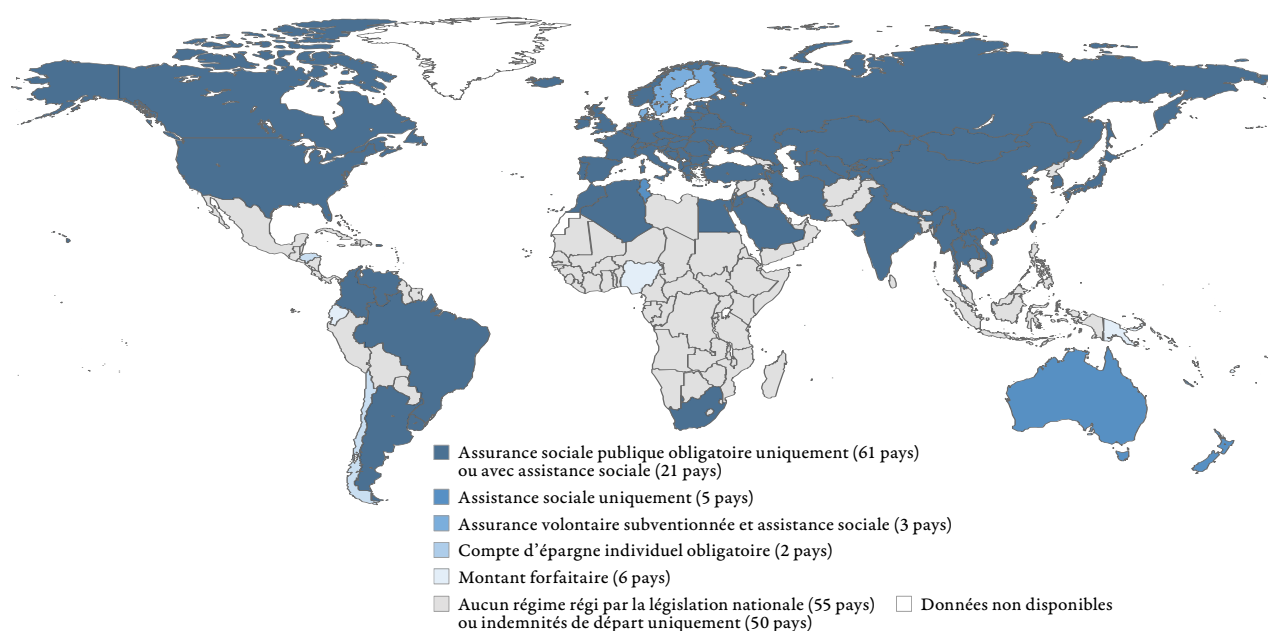 Assurance sociale publique obligatoire uniquement (61 pays)
ou avec assistance sociale (21 pays)
Assistance sociale uniquement (5 pays)
Assurance volontaire subventionnée et assistance sociale (3 pays)
Compte d’épargne individuel obligatoire (2 pays)
Montant forfaitaire (6 pays)
Aucun régime régi par la législation nationale (55 pays)
ou indemnités de départ uniquement (50 pays)
Données non disponibles